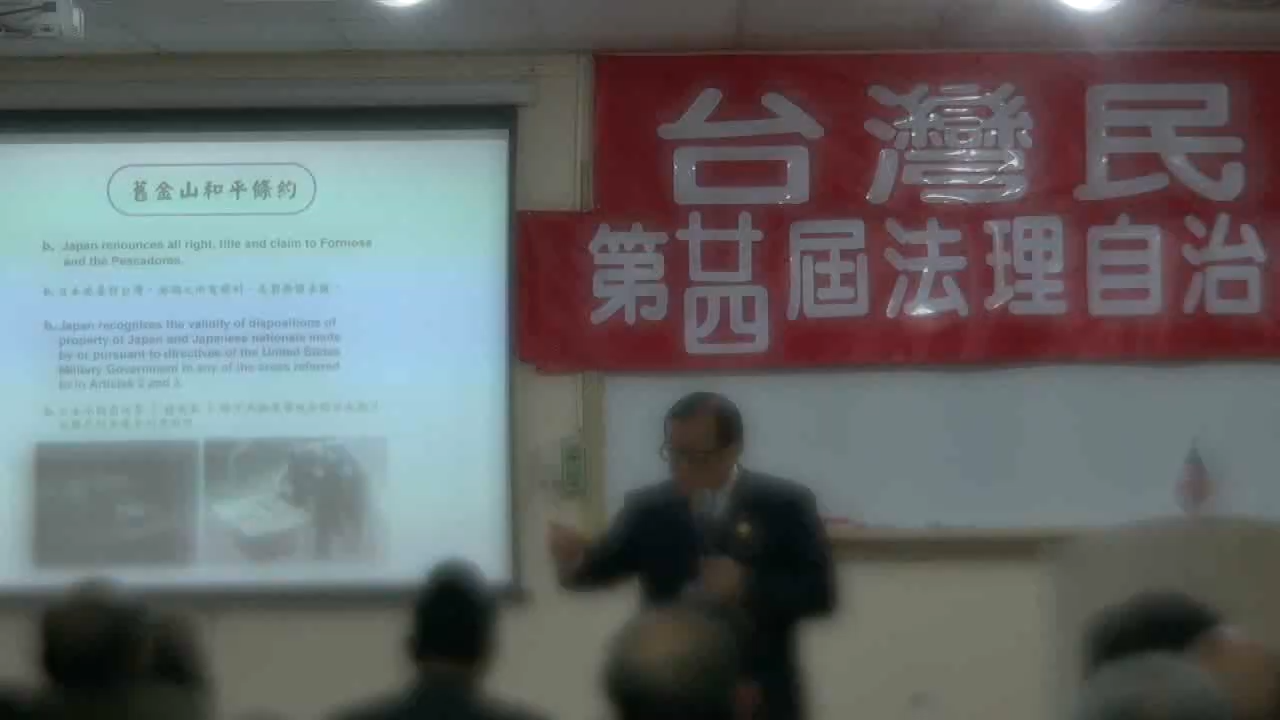 舊金山和平條約
b. Japan renounces all right, title and claim to Formosa
and the Pescadores.
b. Japan recognizes the validity of dispositions of
property of Japan and Japanese nationals made
by or pursuant to directives of the United States
Military Government in any of the areas referred
to in Articles 2 and 3.
台灣民
第廿四屆法理自治